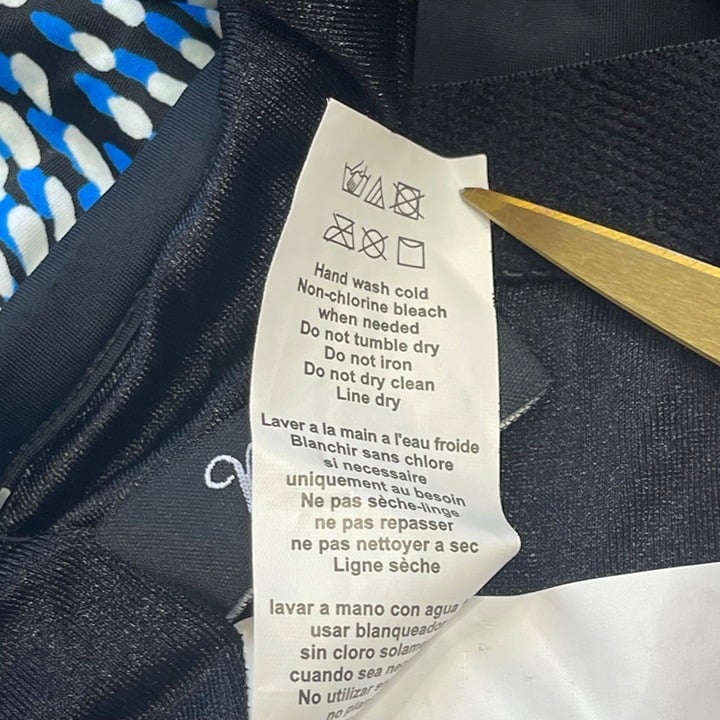 Hand wash cold
Non-chlorine bleach
when needed
Do not tumble dry
Do not iron
Do not dry clean
Line dry
Laver a la main a l'eau froide
Blanchir sans chlore
si necessaire
uniquement au besoin
Ne pas sèche-linge
ne pas repasser
ne pas nettoyer a sec
Ligne sèche
lavar a mano con agua
usar blanqueador
sin cloro
cuando sea
No utilizar
no